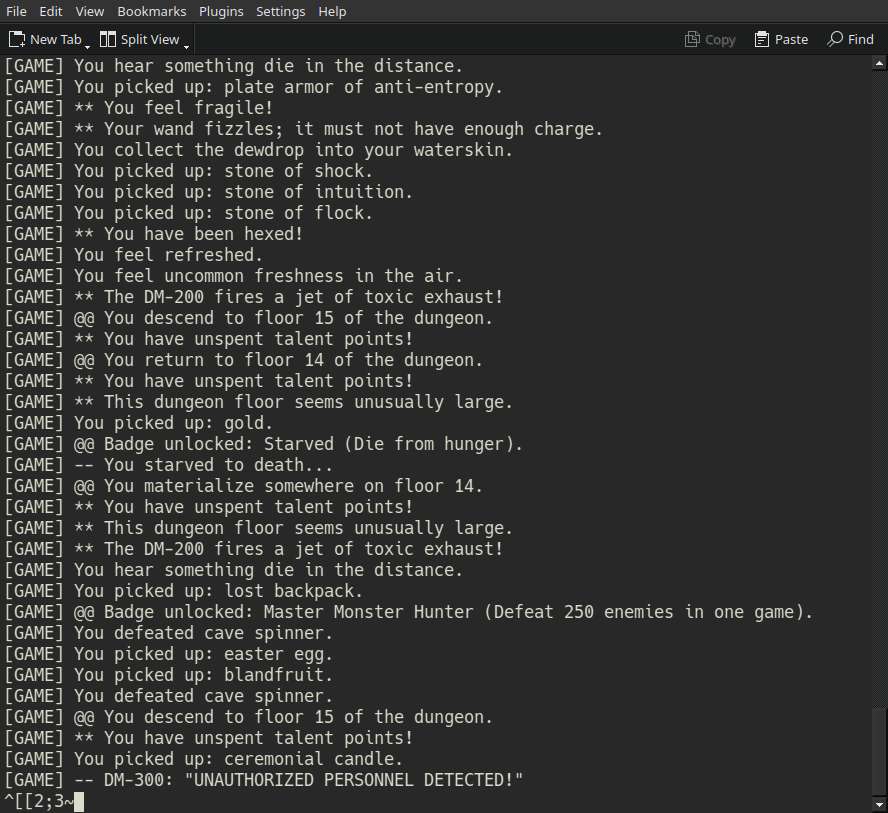 File Edit View Bookmarks Plugins Settings Help
New Tab Split View Copy Paste Find
[GAME] You hear something die in the distance.
[GAME] You picked up: plate armor of anti-entropy.
[GAME] ** You feel fragile!
[GAME] ** Your wand fizzles; it must not have enough charge.
[GAME] You collect the dewdrop into your waterskin.
[GAME] You picked up: stone of shock.
[GAME] You picked up: stone of intuition.
[GAME] You picked up: stone of flock.
[GAME] ** You have been hexed!
[GAME] You feel refreshed.
[GAME] You feel uncommon freshness in the air.
[GAME] ** The DM-200 fires a jet of toxic exhaust!
[GAME] @@ You descend to floor 15 of the dungeon.
[GAME] ** You have unspent talent points!
[GAME] @@ You return to floor 14 of the dungeon.
[GAME] ** You have unspent talent points!
[GAME] ** This dungeon floor seems unusually large.
[GAME] You picked up: gold.
[GAME] @@ Badge unlocked: Starved (Die from hunger).
[GAME] -- You starved to death...
[GAME] @@ You materialize somewhere on floor 14.
[GAME] ** You have unspent talent points!
[GAME] ** This dungeon floor seems unusually large.
[GAME] ** The DM-200 fires a jet of toxic exhaust!
[GAME] You hear something die in the distance.
[GAME] You picked up: lost backpack.
[GAME] @@ Badge unlocked: Master Monster Hunter (Defeat 250 enemies in one game).
[GAME] You defeated cave spinner.
[GAME] You picked up: easter egg.
[GAME] You picked up: blandfruit.
[GAME] You defeated cave spinner.
[GAME] @@ You descend to floor 15 of the dungeon.
[GAME] ** You have unspent talent points!
[GAME] You picked up: ceremonial candle.
[GAME] -- DM-300: "UNAUTHORIZED PERSONNEL DETECTED!"
^[[2;3~